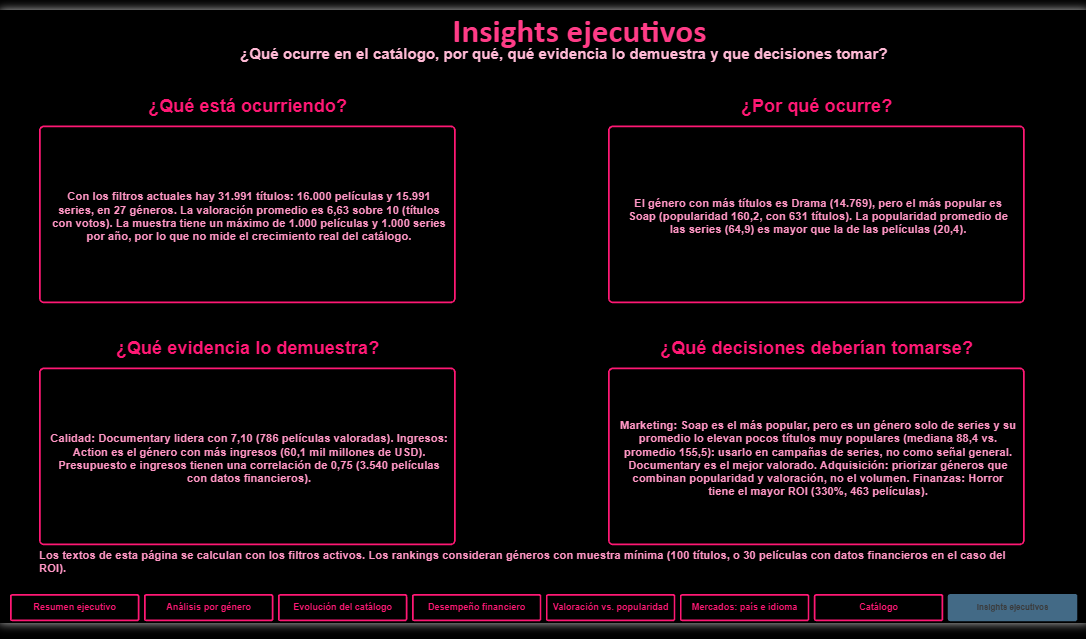 Insights ejecutivos
¿Qué ocurre en el catálogo, por qué, qué evidencia lo demuestra y que decisiones tomar?
¿Qué está ocurriendo?
Con los filtros actuales hay 31.991 títulos: 16.000 películas y 15.991
series, en 27 géneros. La valoración promedio es 6,63 sobre 10 (títulos
con votos). La muestra tiene un máximo de 1.000 películas y 1.000 series
por año, por lo que no mide el crecimiento real del catálogo.
¿Por qué ocurre?
El género con más títulos es Drama (14.769), pero el más popular es
Soap (popularidad 160,2, con 631 títulos). La popularidad promedio de
las series (64,9) es mayor que la de las películas (20,4).
¿Qué evidencia lo demuestra?
Calidad: Documentary lidera con 7,10 (786 películas valoradas). Ingresos:
Action es el género con más ingresos (60,1 mil millones de USD).
Presupuesto e ingresos tienen una correlación de 0,75 (3.540 películas
con datos financieros).
¿Qué decisiones deberían tomarse?
Marketing: Soap es el más popular, pero es un género solo de series y su
promedio lo elevan pocos títulos muy populares (mediana 88,4 vs.
promedio 155,5): usarlo en campañas de series, no como señal general.
Documentary es el mejor valorado. Adquisición: priorizar géneros que
combinan popularidad y valoración, no el volumen. Finanzas: Horror
tiene el mayor ROI (330%, 463 películas).
Los textos de esta página se calculan con los filtros activos. Los rankings consideran géneros con muestra mínima (100 títulos, o 30 películas con datos financieros en el caso del
ROI).
Resumen ejecutivo
Análisis por género
Evolución del catálogo
Desempeño financiero
Valoración vs. popularidad
Mercados: país e idioma
Catálogo
Insights ejecutivos